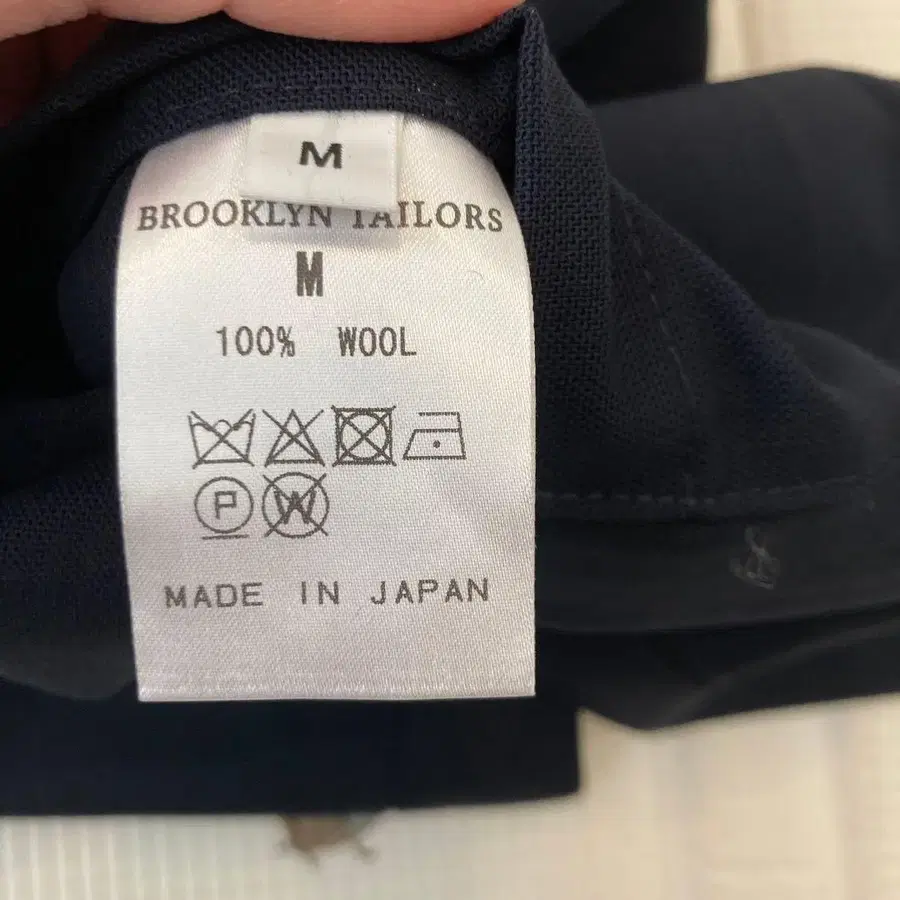 M
BROOKLYN TAILORS
M
100% WOOL
P W
MADE IN JAPAN